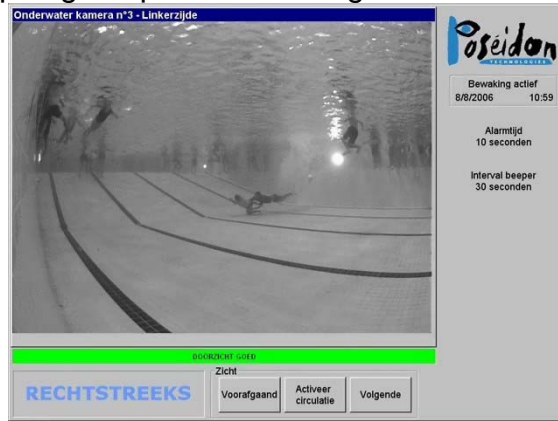 Onderwater kamera n°3 - Linkerzijde
Poséidon
TECHNOLOGIES
Bewaking actief
8/8/2006 10:59
Alarmtijd
10 seconden
Interval beeper
30 seconden
DOORZICHT GOED
RECHTSTREEKS
Zicht
Voorafgaand
Activeer
circulatie
Volgende